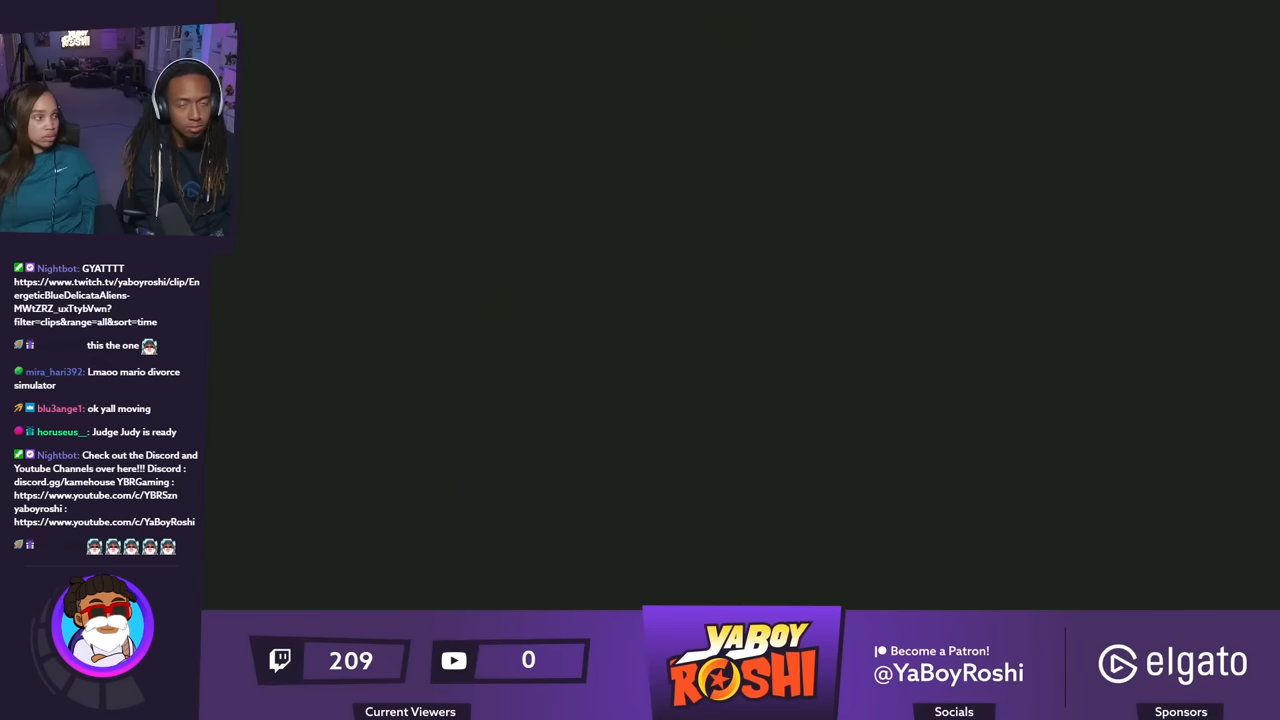 YABOY
ROSHI
Nightbot: GYATTTT
https://www.twitch.tv/yaboyroshi/clip/En
ergeticBlueDelicataAliens-
MWtZRZ_uxTtybVwn?
filter=clips&range=all&sort=time
this the one
mira_hari392: Lmaoo mario divorce
simulator
blu3ange1: ok yall moving
horuseus__: Judge Judy is ready
Nightbot: Check out the Discord and
Youtube Channels over here!!! Discord :
discord.gg/kamehouse YBRGaming :
https://www.youtube.com/c/YBRSzn
yaboyroshi :
https://www.youtube.com/c/YaBoyRoshi
209
0
Current Viewers
YABOY
ROSHI
Become a Patron!
@YaBoyRoshi
Socials
elgato
Sponsors